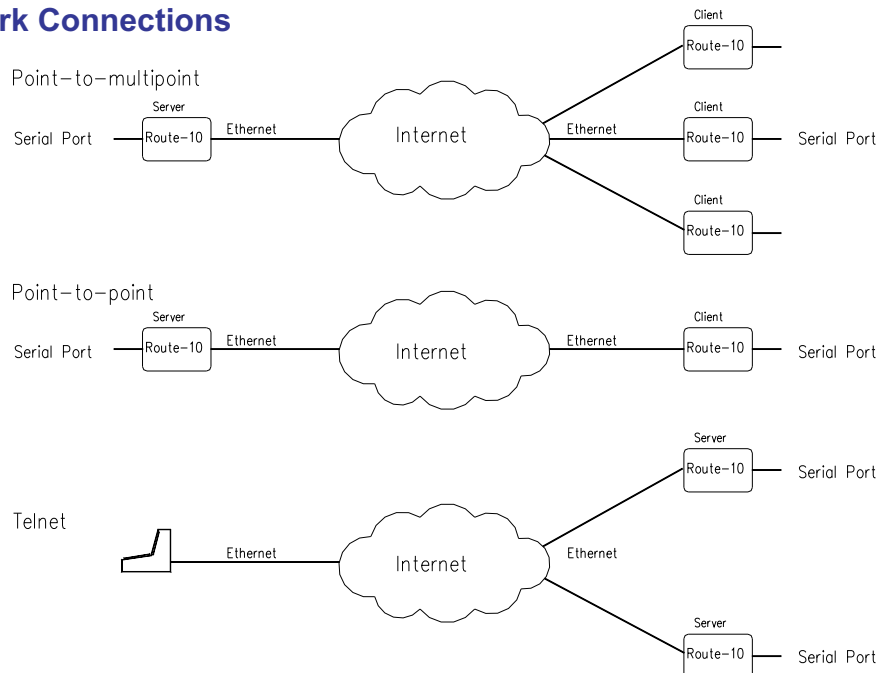 rk Connections
Client
Route-10
Point-to-multipoint
Server
Client
Serial Port
Route-10
Ethernet
Internet
Ethernet
Route-10
Serial Port
Client
Route-10
Point-to-point
Server
Client
Serial Port
Route-10
Ethernet
Internet
Ethernet
Route-10
Serial Port
Server
Route-10
Serial Port
Telnet
Ethernet
Internet
Ethernet
Server
Route-10
Serial Port